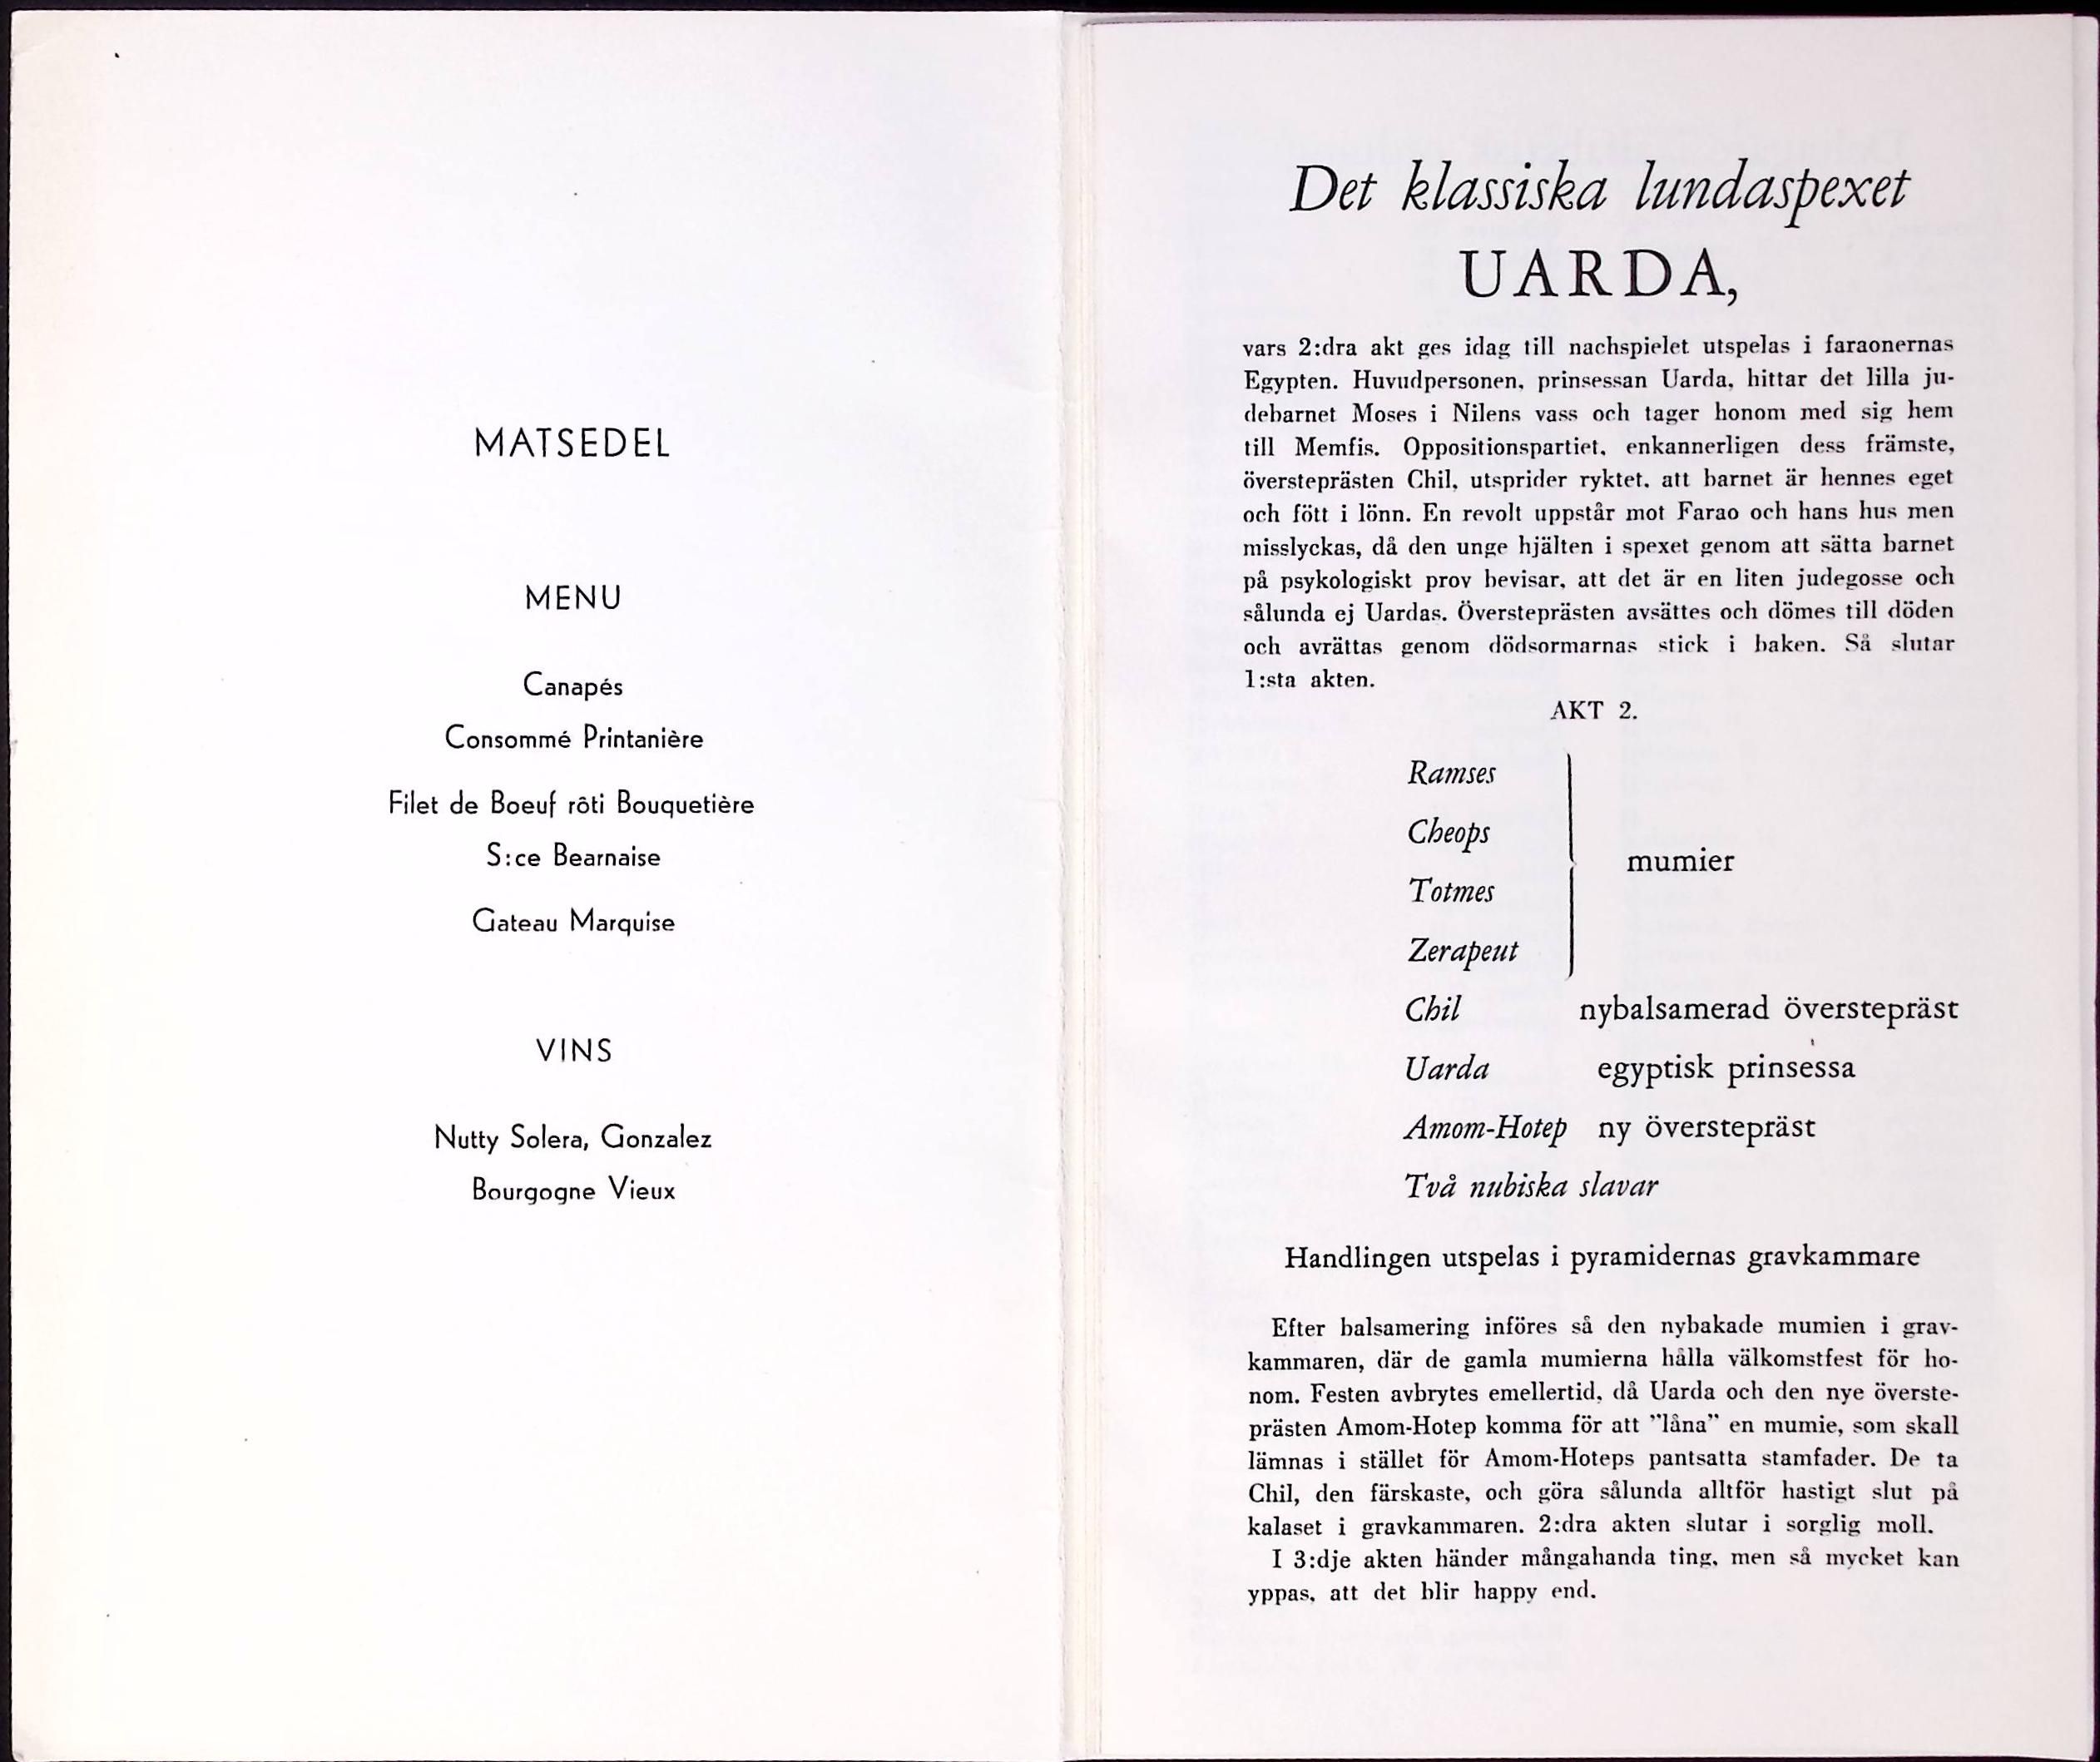 MATSEDEL
MENU
Canapés
Consommé Printanière
Filet de Boeuf rôti Bouquetière
S:ce Bearnaise
Gateau Marquise
VINS
Nutty Solera, Gonzalez
Bourgogne Vieux
Det klassiska lundaspexet
UARDA,
vars 2:dra akt ges idag till nachspielet utspelas i faraonernas
Egypten. Huvudpersonen, prinsessan Uarda, hittar det lilla ju-
debarnet Moses i Nilens vass och tager honom med sig hem
till Memfis. Oppositionspartiet, enkannerligen dess främste,
översteprästen Chil, utsprider ryktet, att barnet är hennes eget
och fött i lönn. En revolt uppstår mot Farao och hans hus men
misslyckas, då den unge hjälten i spexet genom att sätta barnet
på psykologiskt prov bevisar, att det är en liten judegosse och
sålunda ej Uardas. Översteprästen avsättes och dömes till döden
och avrättas genom dödsormarnas stick i baken. Så slutar
1:sta akten.
AKT 2.
Ramses
Cheops
Totmes
Zerapeut
mumier
Chil nybalsamerad överstepräst
Uarda egyptisk prinsessa
Amom-Hotep ny överstepräst
Två nubiska slavar
Handlingen utspelas i pyramidernas gravkammare
Efter balsamering införes så den nybakade mumien i grav-
kammaren, där de gamla mumierna hålla välkomstfest för ho-
nom. Festen avbrytes emellertid, då Uarda och den nye överste-
prästen Amom-Hotep komma för att "låna" en mumie, som skall
lämnas i stället för Amom-Hoteps pantsatta stamfader. De ta
Chil, den färskaste, och göra sålunda alltför hastigt slut på
kalaset i gravkammaren. 2:dra akten slutar i sorglig moll.
I 3:dje akten händer mångahanda ting, men så mycket kan
yppas, att det blir happy end.